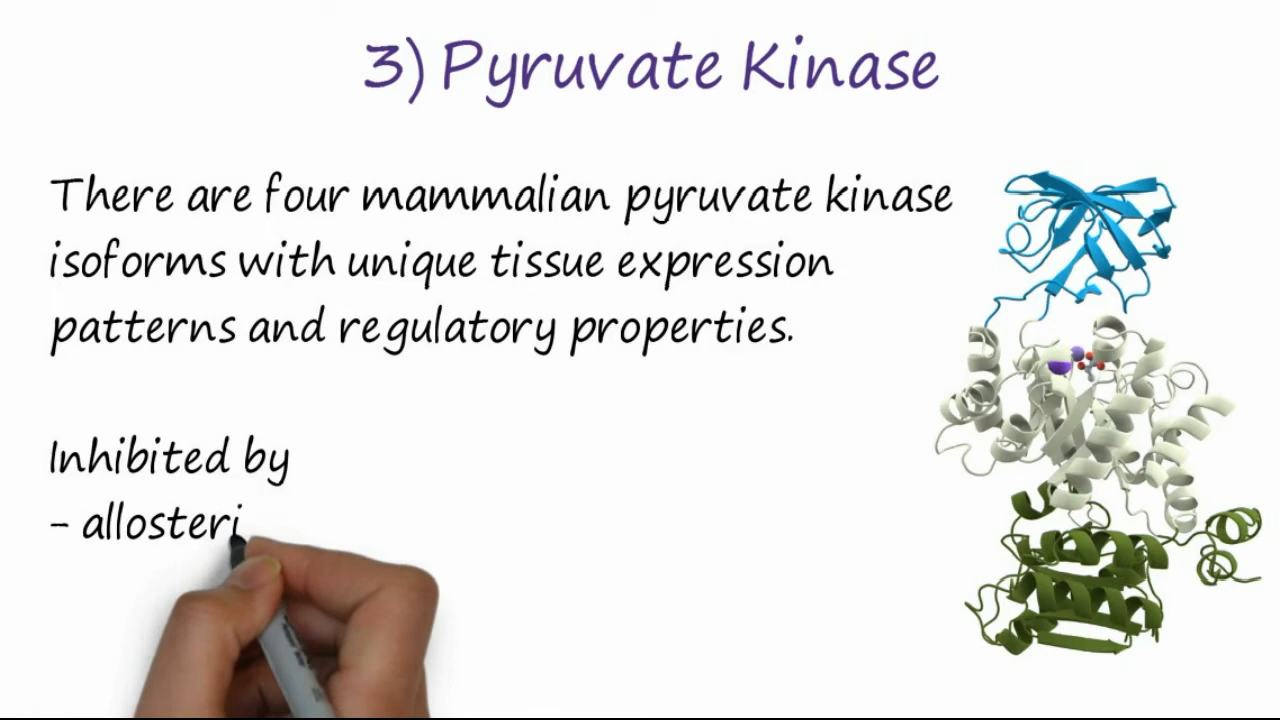 3) Pyruvate Kinase
There are four mammalian pyruvate kinase
isoforms with unique tissue expression
patterns and regulatory properties.
Inhibited by
- allosteri